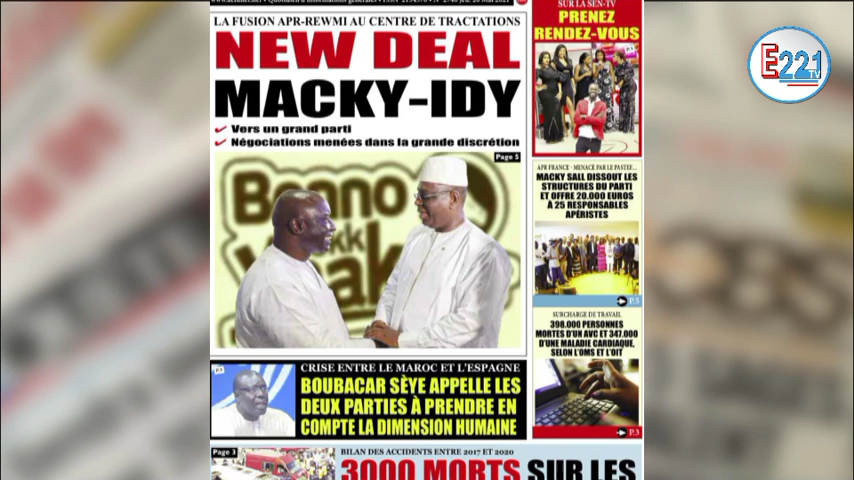 LA FUSION APR-REWMI AU CENTRE DE TRACTATIONS
NEW DEAL
MACKY-IDY
Vers un grand parti
Négociations menées dans la grande discrétion
Page 5
Benno
SUR LA SEN-TV
PRENEZ
RENDEZ-VOUS
P.5
APR FRANCE - MENACÉ PAR LE PASTEF...
MACKY SALL DISSOUT LES
STRUCTURES DU PARTI
ET OFFRE 20.000 EUROS
À 25 RESPONSABLES
APÉRISTES
P.5
SURCHARGE DE TRAVAIL
398.000 PERSONNES
MORTES D'UN AVC ET 347.000
D'UNE MALADIE CARDIAQUE,
SELON L'OMS ET L'OIT
P.3
CRISE ENTRE LE MAROC ET L'ESPAGNE
BOUBACAR SÈYE APPELLE LES
DEUX PARTIES À PRENDRE EN
COMPTE LA DIMENSION HUMAINE
Page 3
BILAN DES ACCIDENTS ENTRE 2017 ET 2020
3000 MORTS SUR LES
E221
TV